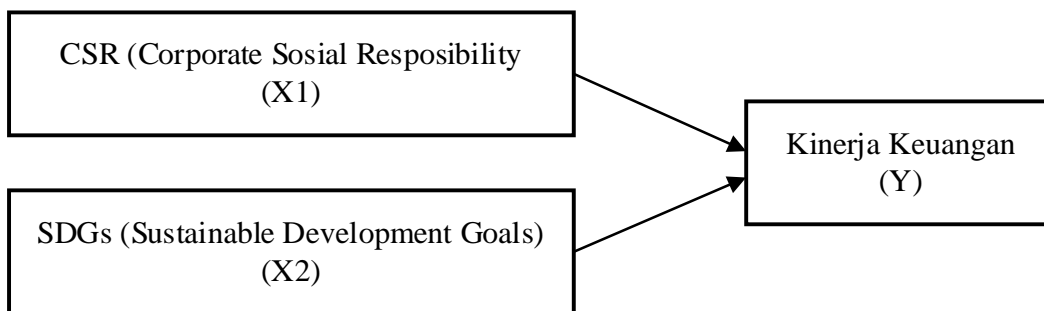 CSR (Corporate Sosial Resposibility
(X1)
Kinerja Keuangan
(Y)
SDGs (Sustainable Development Goals)
(X2)